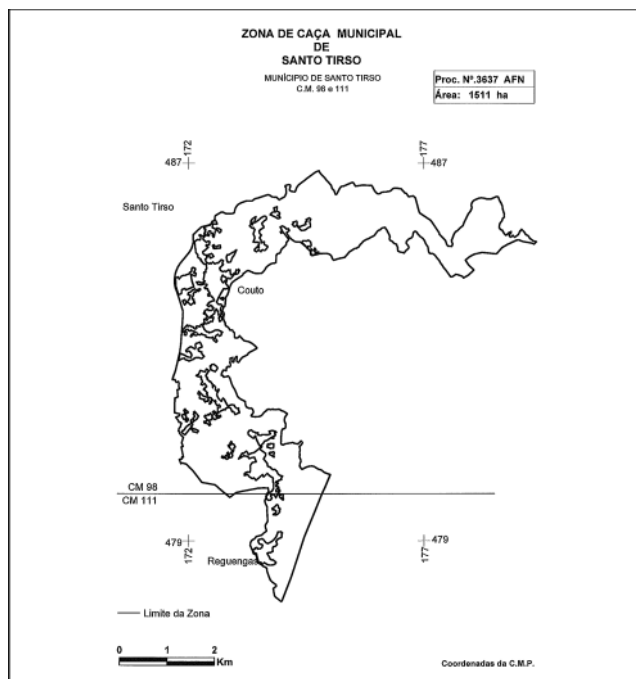 ZONA DE CAÇA MUNICIPAL
DE
SANTO TIRSO
MUNÍCIPIO DE SANTO TIRSO
C.M. 98 e 111
Proc. Nº.3637 AFN
Área: 1511 ha
172
487
177
487
Santo Tirso
Couto
CM 98
CM 111
479
172
479
177
Reguengas
Limite da Zona
0 1 2
Km
Coordenadas da C.M.P.